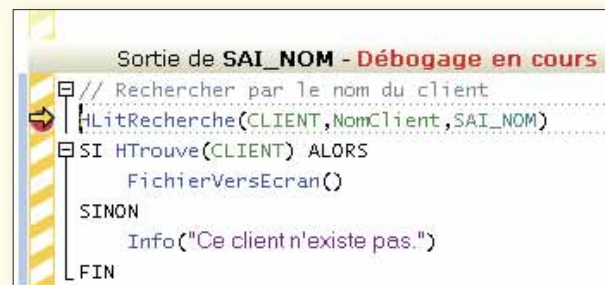 Sortie de SAI_NOM - Débogage en cours
// Rechercher par le nom du client
HLitRecherche(CLIENT,NomClient,SAI_NOM)
SI HTrouve(CLIENT) ALORS
FichierVersEcran()
SINON
Info("Ce client n'existe pas.")
FIN